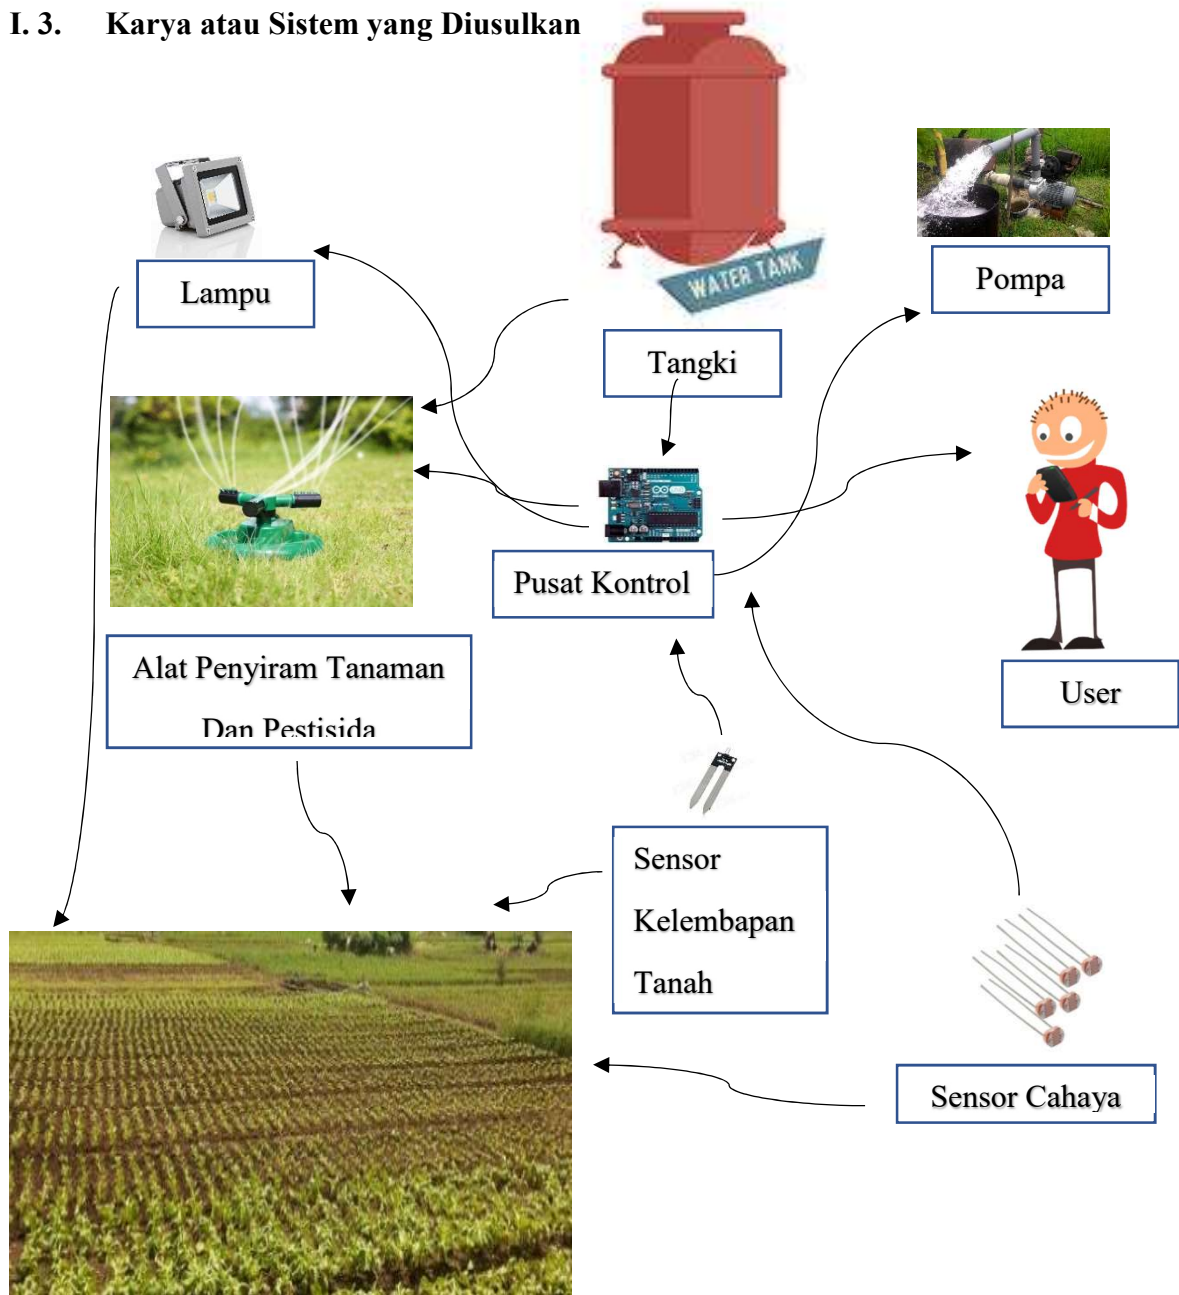 I. 3. Karya atau Sistem yang Diusulkan
WATER TANK
Lampu
Pompa
Tangki
Pusat Kontrol
Alat Penyiram Tanaman
Dan Pestisida
User
Sensor
Kelembapan
Tanah
Sensor Cahaya